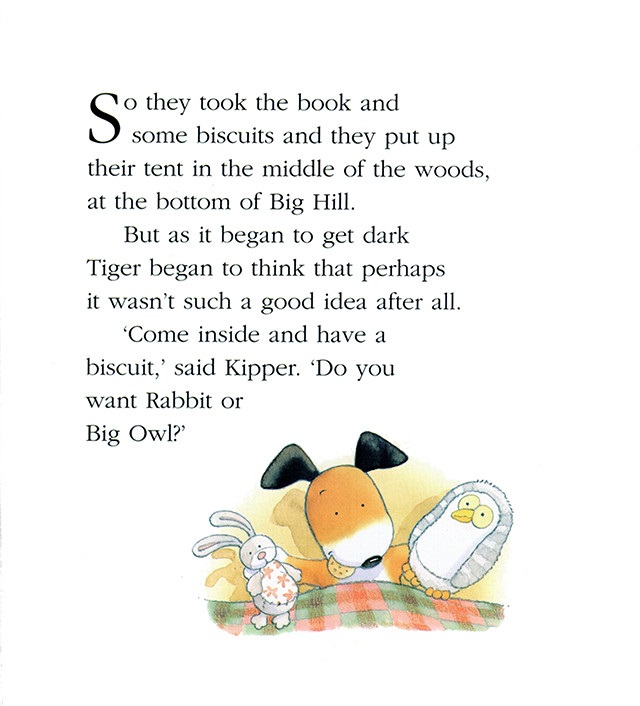 So they took the book and
some biscuits and they put up
their tent in the middle of the woods,
at the bottom of Big Hill.
But as it began to get dark
Tiger began to think that perhaps
it wasn't such a good idea after all.
‘Come inside and have a
biscuit,’ said Kipper. ‘Do you
want Rabbit or
Big Owl?’